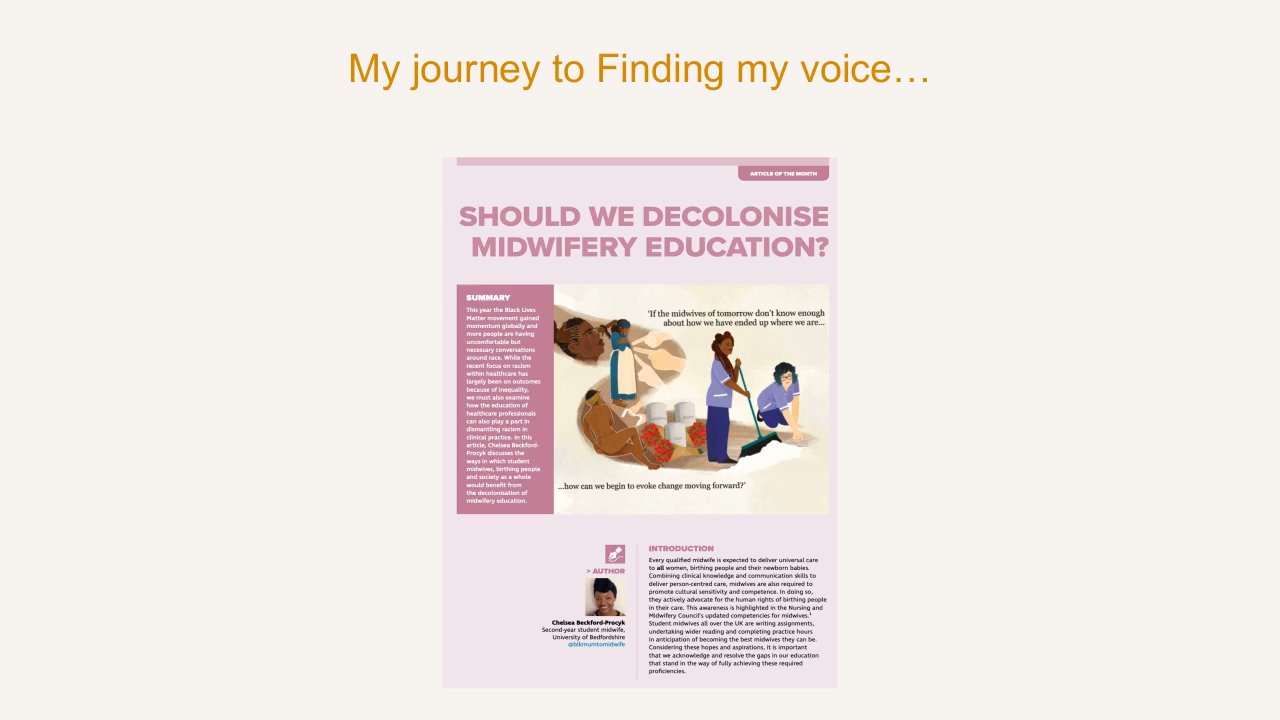 My journey to Finding my voice…
ARTICLE OF THE MONTH
SHOULD WE DECOLONISE
MIDWIFERY EDUCATION?
SUMMARY
This year the Black Lives
Matter movement gained
momentum globally and
more people are having
uncomfortable but
necessary conversations
around race. While the
recent focus on racism
within healthcare has
largely been on outcomes
because of inequality,
we must also examine
how the education of
healthcare professionals
can also play a part in
dismantling racism in
clinical practice. In this
article, Chelsea Beckford-
Procyk discusses the
ways in which student
midwives, birthing people
and society as a whole
would benefit from
the decolonisation of
midwifery education.
'If the midwives of tomorrow don't know enough
about how we have ended up where we are...
...how can we begin to evoke change moving forward?'
> AUTHOR
Chelsea Beckford-Procyk
Second-year student midwife,
University of Bedfordshire
@blkmumtomidwife
INTRODUCTION
Every qualified midwife is expected to deliver universal care
to all women, birthing people and their newborn babies.
Combining clinical knowledge and communication skills to
deliver person-centred care, midwives are also required to
promote cultural sensitivity and competence. In doing so,
they actively advocate for the human rights of birthing people
in their care. This awareness is highlighted in the Nursing and
Midwifery Council's updated competencies for midwives.¹
Student midwives all over the UK are writing assignments,
undertaking wider reading and completing practice hours
in anticipation of becoming the best midwives they can be.
Considering these hopes and aspirations, it is important
that we acknowledge and resolve the gaps in our education
that stand in the way of fully achieving these required
proficiencies.